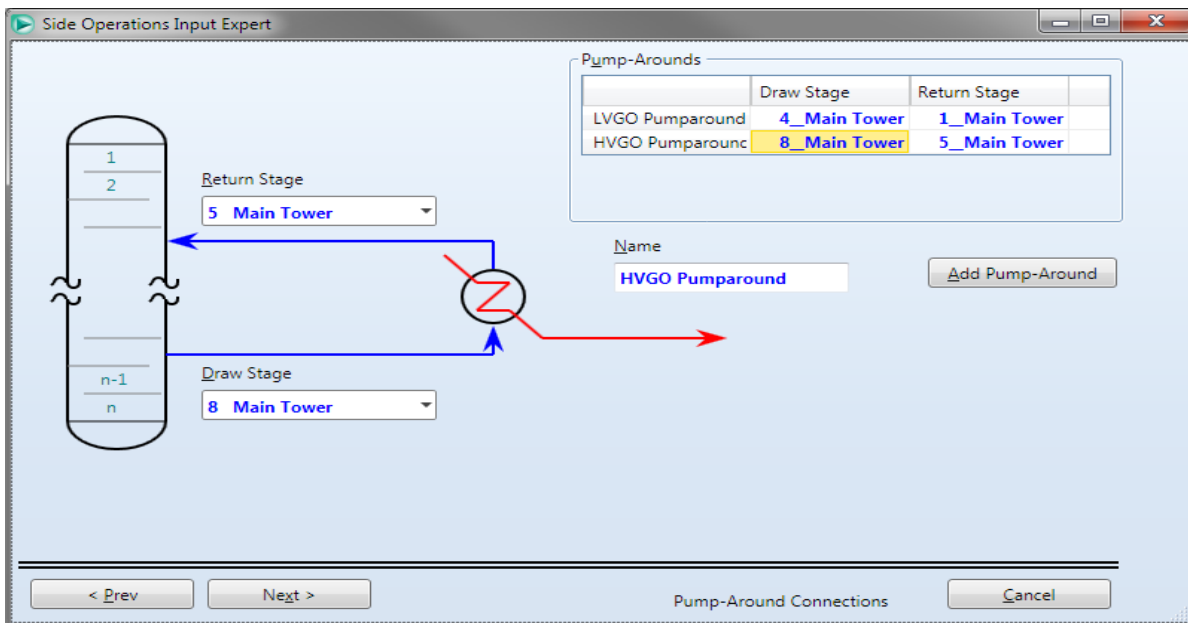 Side Operations Input Expert
Pump-Arounds
Draw Stage Return Stage
LVGO Pumparound 4__Main Tower 1__Main Tower
HVGO Pumparounc 8__Main Tower 5__Main Tower
1
2
Return Stage
5 Main Tower
Name
HVGO Pumparound
Add Pump-Around
n-1
n
Draw Stage
8 Main Tower
< Prev
Next >
Pump-Around Connections
Cancel